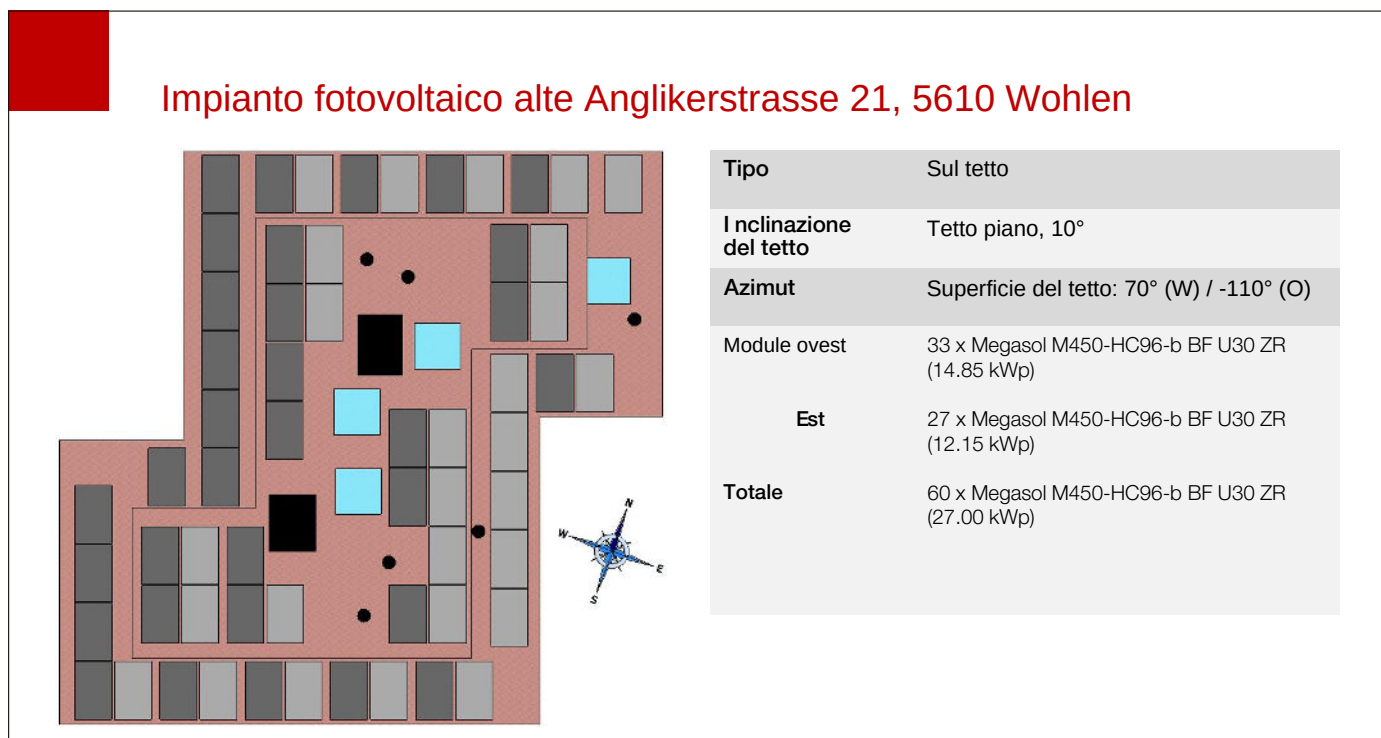 Impianto fotovoltaico alte Anglikerstrasse 21, 5610 Wohlen
Tipo Sul tetto
I nclinazione
del tetto Tetto piano, 10°
Azimut Superficie del tetto: 70° (W) / -110° (O)
Module ovest 33 x Megasol M450-HC96-b BF U30 ZR
(14.85 kWp)
Est 27 x Megasol M450-HC96-b BF U30 ZR
(12.15 kWp)
Totale 60 x Megasol M450-HC96-b BF U30 ZR
(27.00 kWp)
N
W
E
S